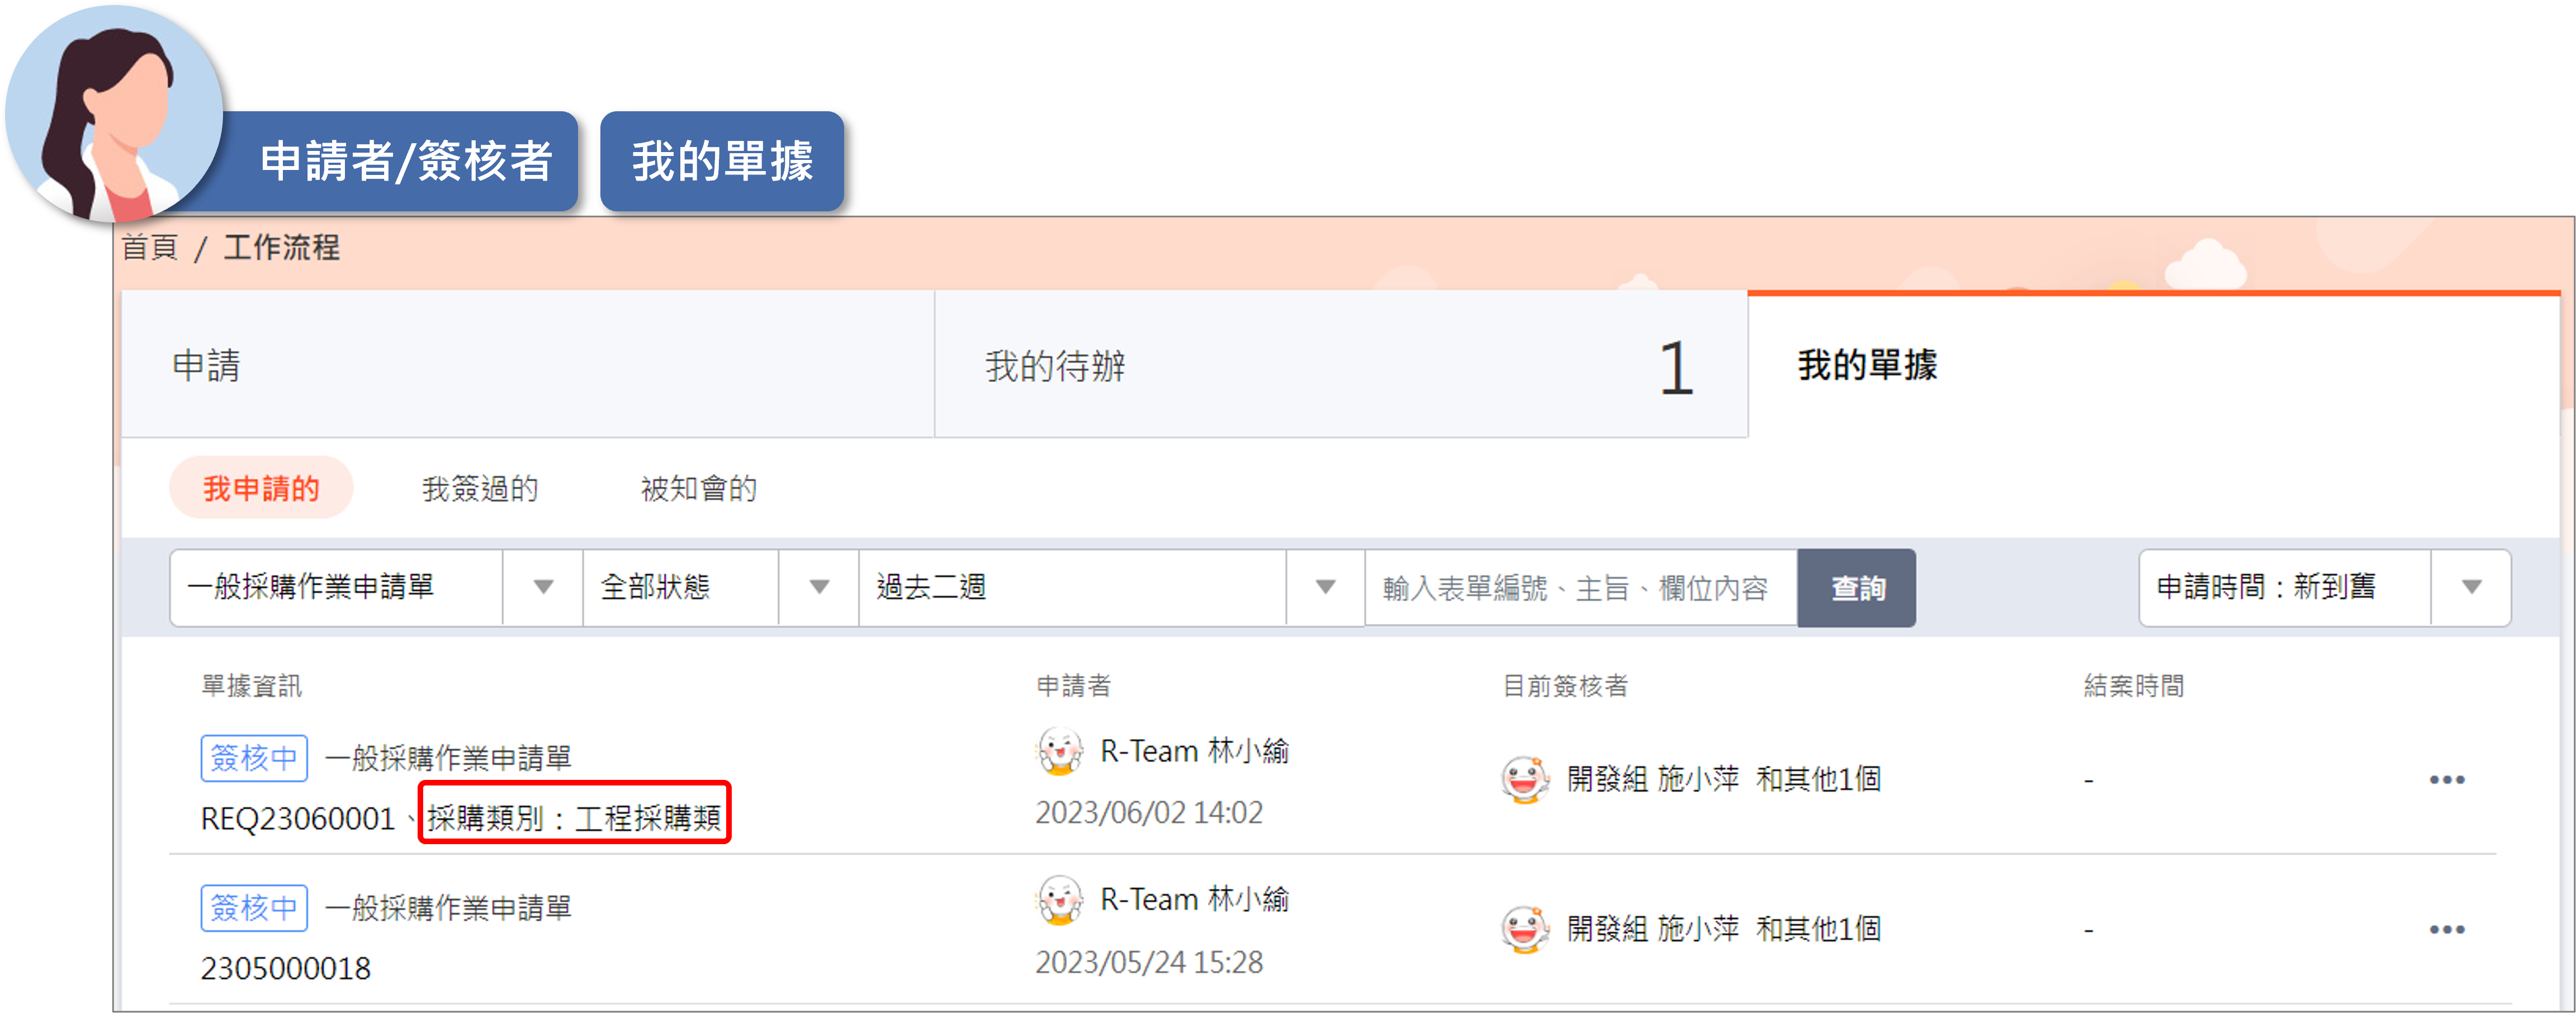 申請者/簽核者 我的單據
首頁 / 工作流程
申請 我的待辦 1 我的單據
我申請的 我簽過的 被知會的
一般採購作業申請單 全部狀態 過去二週 輸入表單編號、主旨、欄位內容 查詢 申請時間：新到舊
單據資訊 申請者 目前簽核者 結案時間
簽核中 一般採購作業申請單 R-Team 林小緰 開發組 施小萍 和其他1個 -
REQ23060001、採購類別：工程採購類 2023/06/02 14:02
簽核中 一般採購作業申請單 R-Team 林小緰 開發組 施小萍 和其他1個 -
2305000018 2023/05/24 15:28